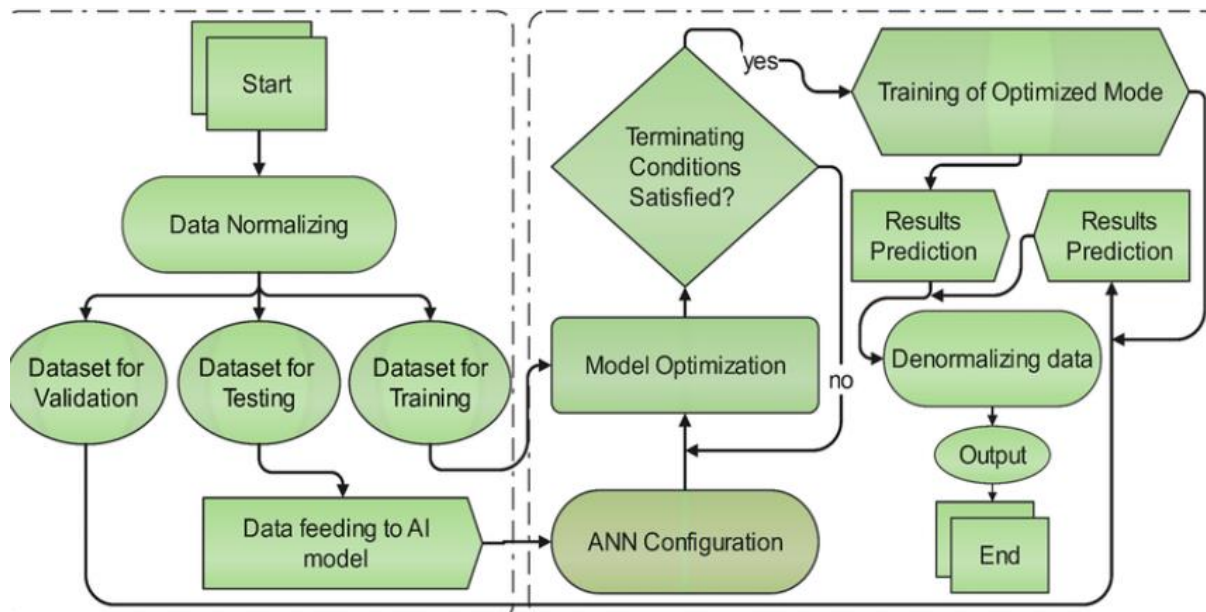 Start
Data Normalizing
Dataset for
Validation
Dataset for
Testing
Dataset for
Training
Data feeding to AI
model
Terminating
Conditions
Satisfied?
yes
no
Model Optimization
ANN Configuration
Training of Optimized Mode
Results
Prediction
Results
Prediction
Denormalizing data
Output
End